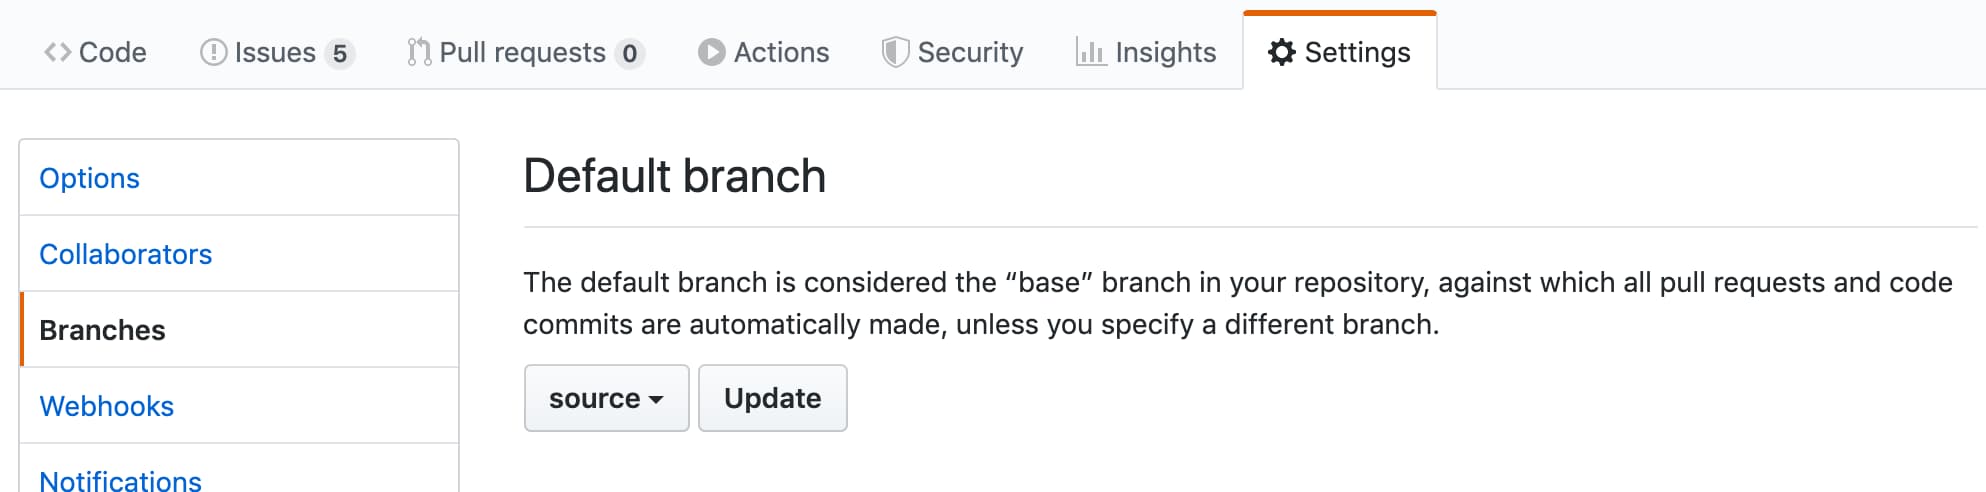 Code Issues 5 Pull requests 0 Actions Security Insights Settings
Options
Collaborators
Branches
Webhooks
Notifications
Default branch
The default branch is considered the “base” branch in your repository, against which all pull requests and code
commits are automatically made, unless you specify a different branch.
source Update